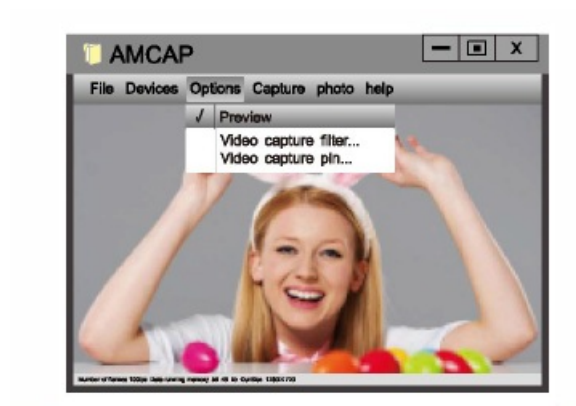 AMCAP
X
File Devices Options Capture photo help
✓ Preview
Video capture filter...
Video capture pin...